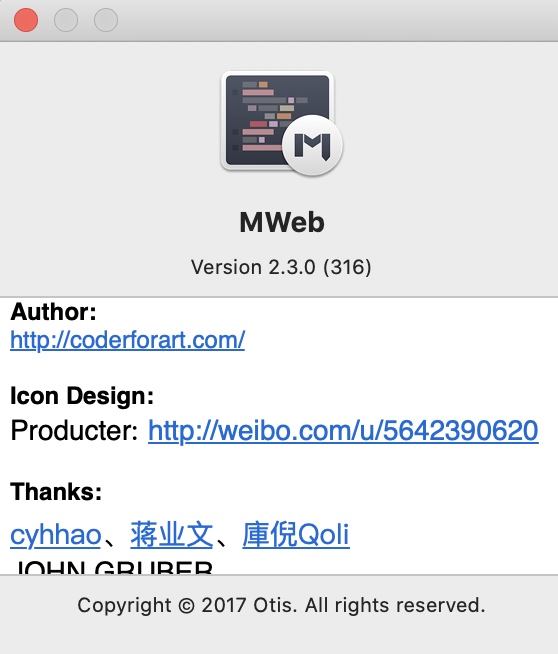 MWeb
Version 2.3.0 (316)
Author:
http://coderforart.com/
Icon Design:
Producter: http://weibo.com/u/5642390620
Thanks:
cyhhao、蒋业文、庫倪Qoli
JOHN GRUBER
Copyright © 2017 Otis. All rights reserved.